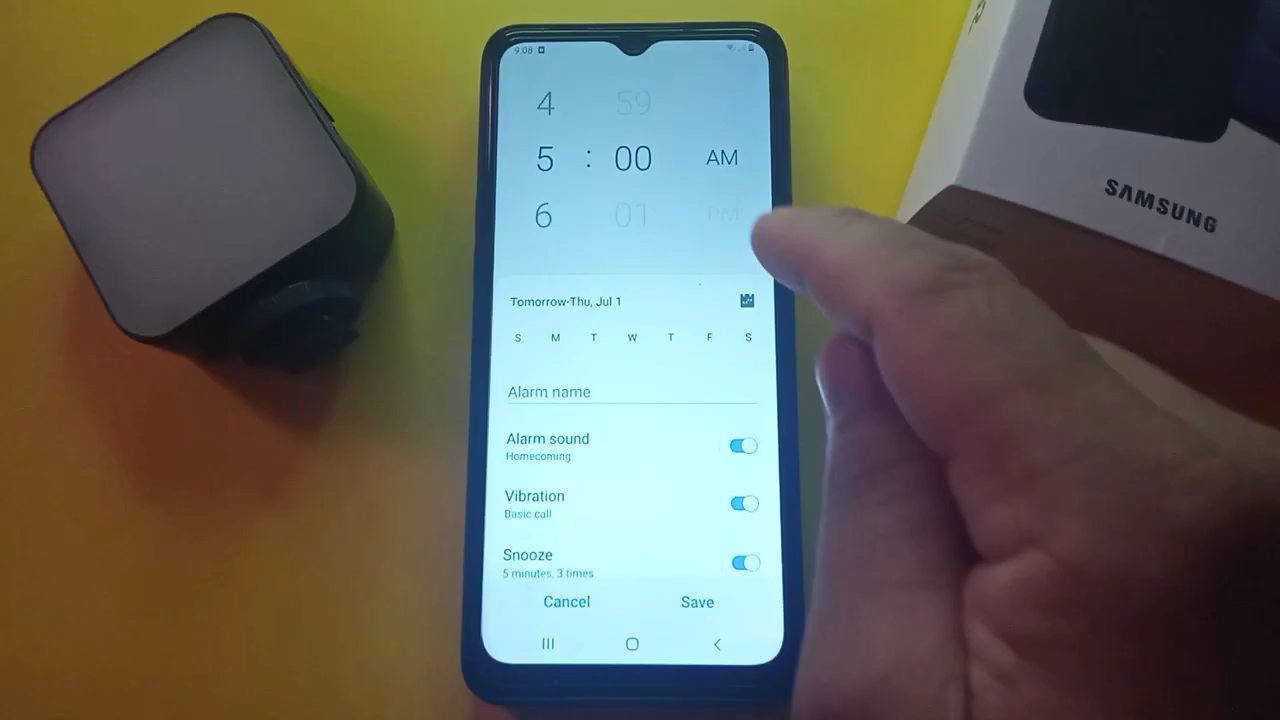 9:08
4 59
5 : 00 AM
6 01 PM
Tomorrow-Thu, Jul 1
S M T W T F S
Alarm name
Alarm sound
Homecoming
Vibration
Basic call
Snooze
5 minutes, 3 times
Cancel Save
SAMSUNG